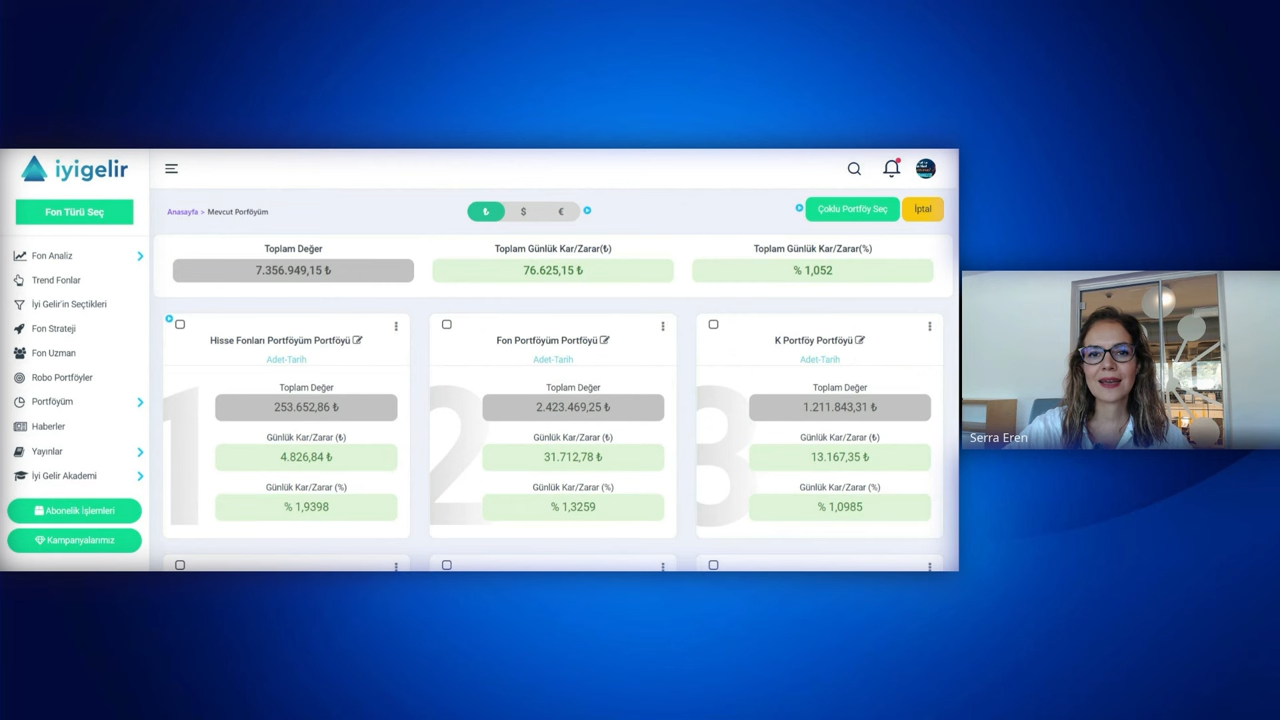 iyigelir
Fon Türü Seç
Fon Analiz
Trend Fonlar
İyi Gelir'in Seçtikleri
Fon Strateji
Fon Uzman
Robo Portföyler
Portföyüm
Haberler
Yayınlar
İyi Gelir Akademi
Abonelik İşlemleri
Kampanyalarımız
Anasayfa > Mevcut Portföyüm
₺ $ €
Çoklu Portföy Seç
İptal
Toplam Değer
7.356.949,15 ₺
Toplam Günlük Kar/Zarar(₺)
76.625,15 ₺
Toplam Günlük Kar/Zarar(%)
% 1,052
1
Hisse Fonları Portföyüm Portföyü
Adet-Tarih
Toplam Değer
253.652,86 ₺
Günlük Kar/Zarar (₺)
4.826,84 ₺
Günlük Kar/Zarar (%)
% 1,9398
2
Fon Portföyüm Portföyü
Adet-Tarih
Toplam Değer
2.423.469,25 ₺
Günlük Kar/Zarar (₺)
31.712,78 ₺
Günlük Kar/Zarar (%)
% 1,3259
3
K Portföy Portföyü
Adet-Tarih
Toplam Değer
1.211.843,31 ₺
Günlük Kar/Zarar (₺)
13.167,35 ₺
Günlük Kar/Zarar (%)
% 1,0985
Serra Eren